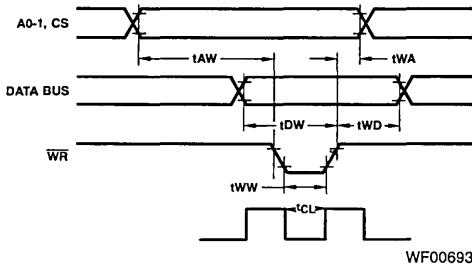 A0-1, CS
tAW
tWA
DATA BUS
tDW
tWD
WR
tWW
tCL
WF00693